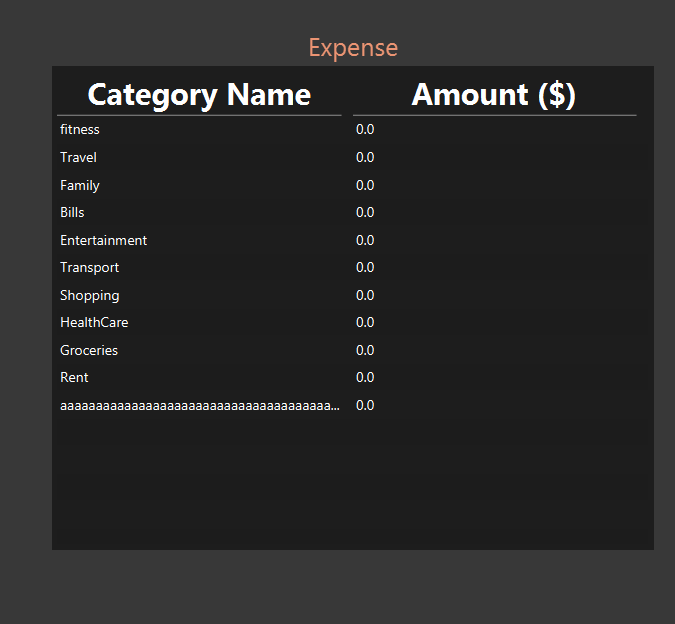 Expense
Category Name Amount ($)
fitness 0.0
Travel 0.0
Family 0.0
Bills 0.0
Entertainment 0.0
Transport 0.0
Shopping 0.0
HealthCare 0.0
Groceries 0.0
Rent 0.0
aaaaaaaaaaaaaaaaaaaaaaaaaaaaaaaaaaaaaa... 0.0